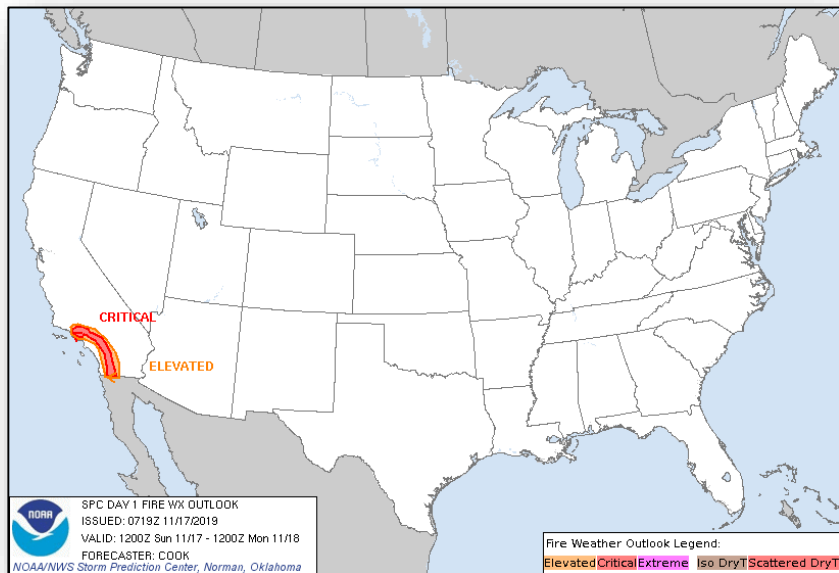 CRITICAL
ELEVATED
NOAA
SPC DAY 1 FIRE WX OUTLOOK
ISSUED: 0719Z 11/17/2019
VALID: 1200Z Sun 11/17 - 1200Z Mon 11/18
FORECASTER: COOK
NOAA/NWS Storm Prediction Center, Norman, Oklahoma
Fire Weather Outlook Legend:
Elevated Critical Extreme Iso DryT Scattered DryT